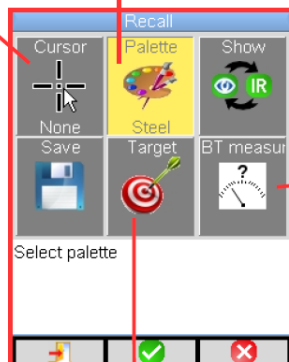 Recall
Cursor Palette Show
IR
None Steel
Save Target BT measur
?
Select palette